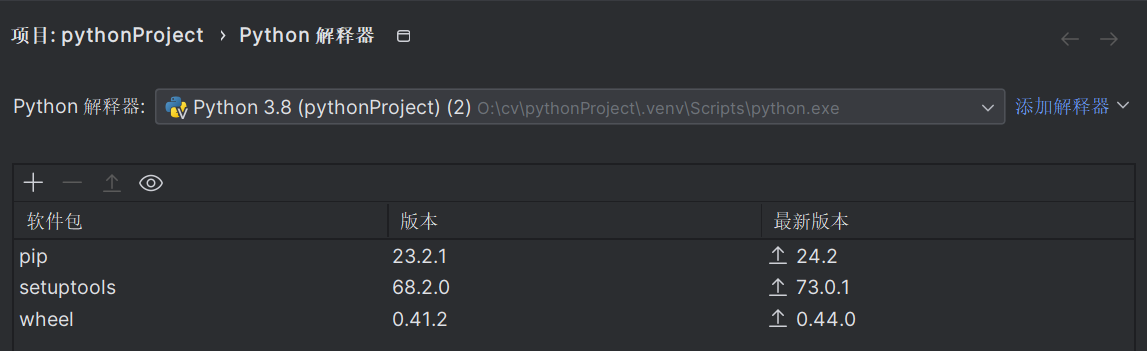 项目: pythonProject › Python 解释器
Python 解释器: Python 3.8 (pythonProject) (2) O:\cv\pythonProject\.venv\Scripts\python.exe 添加解释器
软件包 版本 最新版本
pip 23.2.1 24.2
setuptools 68.2.0 73.0.1
wheel 0.41.2 0.44.0